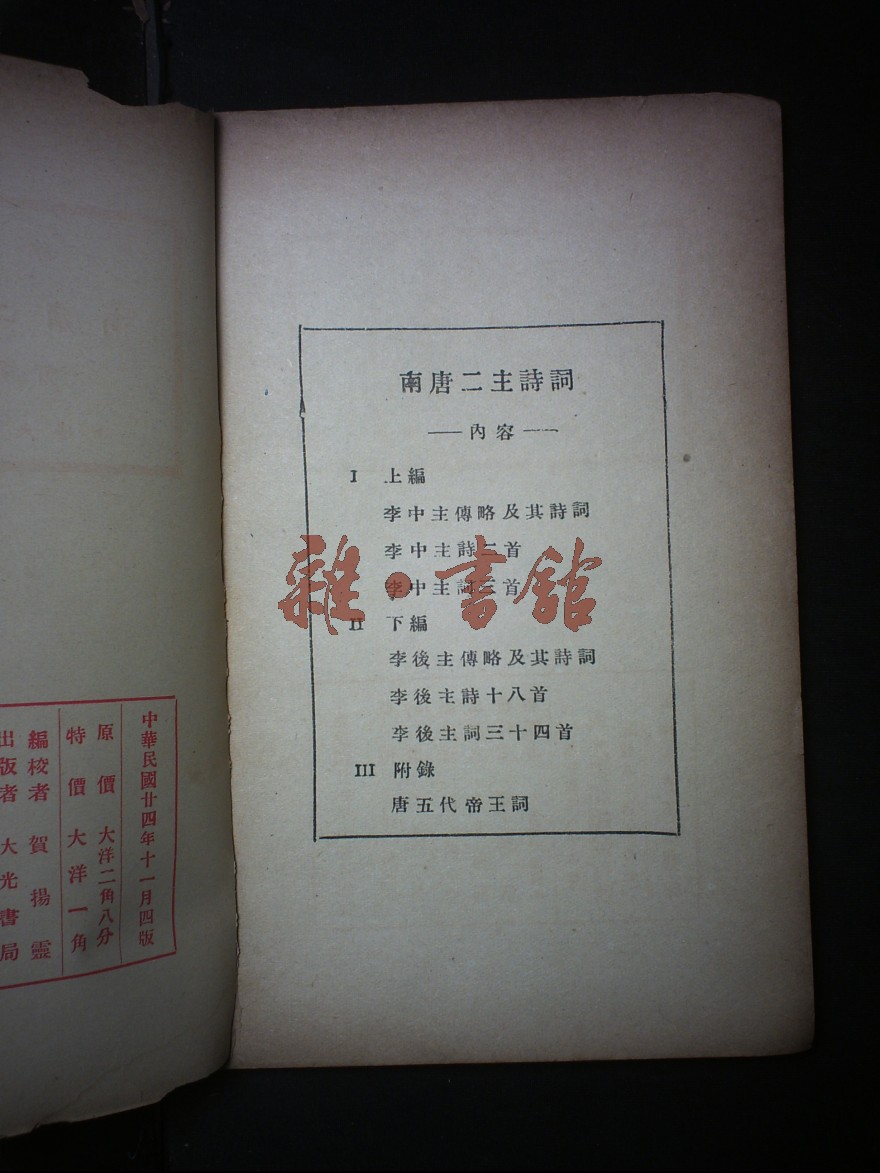 南唐二主詩詞
——內容——
I 上編
李中主傳略及其詩詞
李中主詩二首
李中主詞三首
II 下編
李後主傳略及其詩詞
李後主詩十八首
李後主詞三十四首
III 附錄
唐五代帝王詞
雜·書館
中華民國廿四年十一月四版
原價大洋二角八分
特價大洋一角
編校者賀揚靈
出版者大光書局